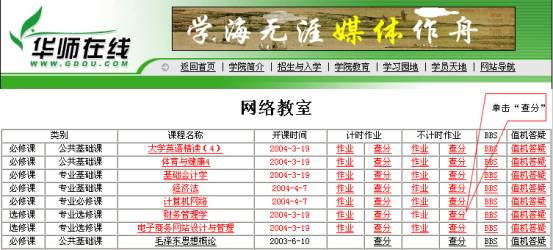 华师在线
WWW.GDOU.COM
学海无涯媒体作舟
返回首页 | 学院简介 | 招生与入学 | 学院教育 | 学习园地 | 学员天地 | 网站导航
网络教室
单击“查分”
类别 课程名称 开课时间 计时作业 不计时作业 BBS 值机答疑
必修课 公共基础课 大学英语精读(4) 2004-3-19 作业 查分 作业 查分 BBS 值机答疑
必修课 公共基础课 体育与健康4 2004-3-19 作业 查分 作业 查分 BBS 值机答疑
必修课 专业基础课 基础会计学 2004-3-19 作业 查分 作业 查分 BBS 值机答疑
必修课 专业基础课 经济法 2004-4-7 作业 查分 作业 查分 BBS 值机答疑
必修课 专业必修课 计算机网络 2004-4-7 作业 查分 作业 查分 BBS 值机答疑
选修课 专业选修课 财务管理学 2004-3-19 作业 查分 作业 查分 BBS 值机答疑
选修课 专业选修课 电子商务网站设计与管理 2004-3-19 作业 查分 作业 查分 BBS 值机答疑
必修课 公共基础课 毛泽东思想概论 2003-6-10 查分 查分 BBS 值机答疑